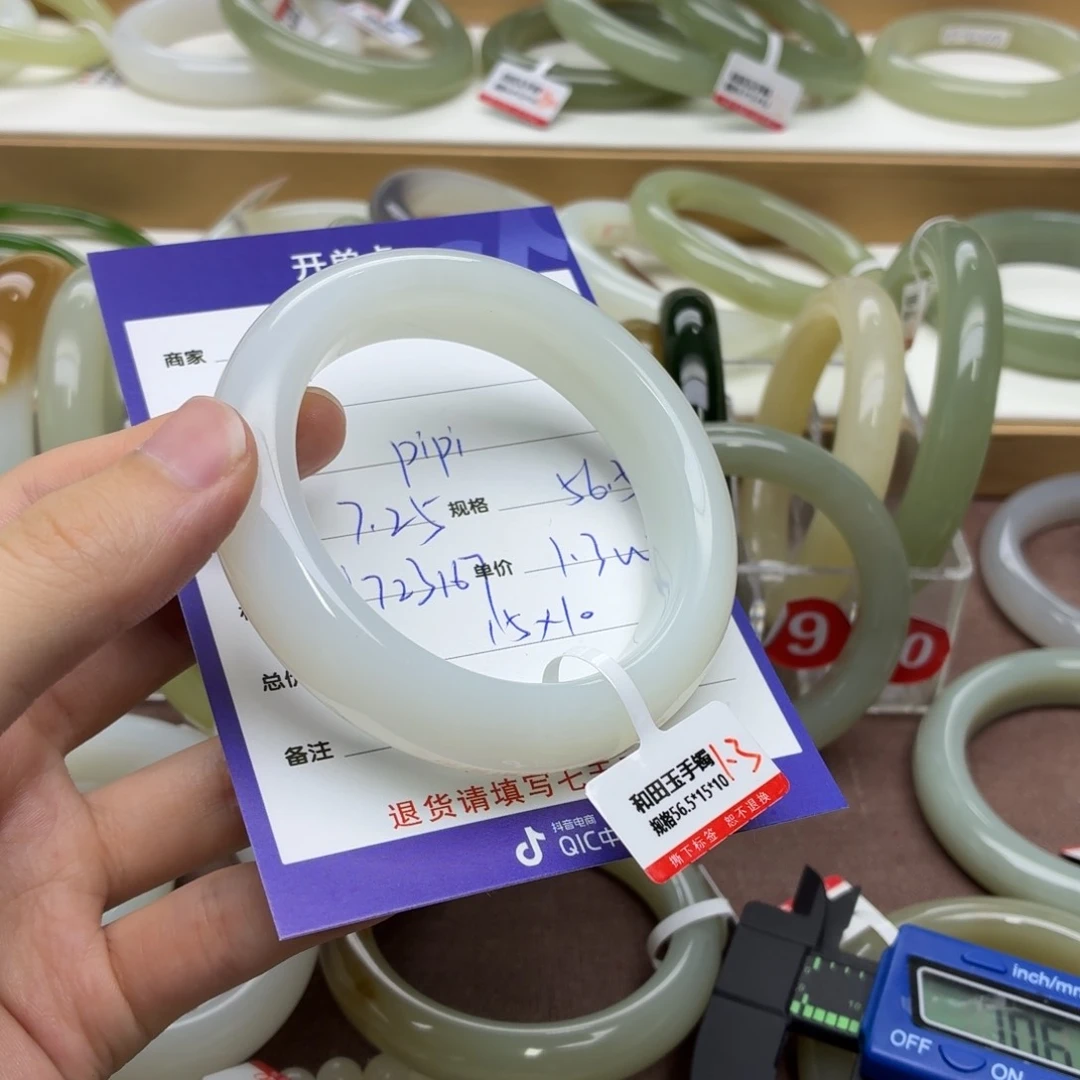 开单
商家
pipi
7.25 规格 56.5
72316 单价 1.3w
15×10
总价
备注
退货请填写七天
抖音电商
QIC中
和田玉手镯
1.3
规格56.5*15*10
撕下标签 恕不退换
9
0
inch/mm
106
OFF
ON